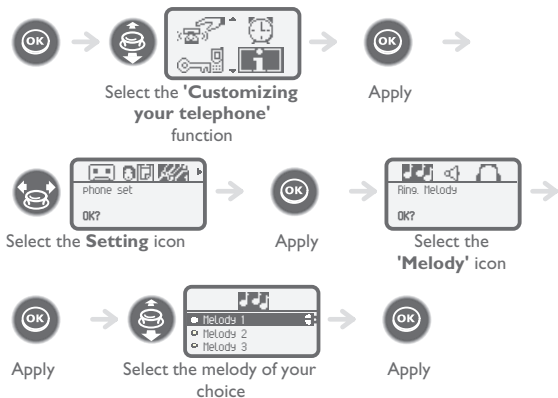 OK
OK
i
Select the 'Customizing
your telephone'
function
Apply
Phone set
OK?
OK
Ring. Melody
OK?
Select the Setting icon
Apply
Select the
'Melody' icon
OK
Melody 1
Melody 2
Melody 3
OK
Apply
Select the melody of your
choice
Apply